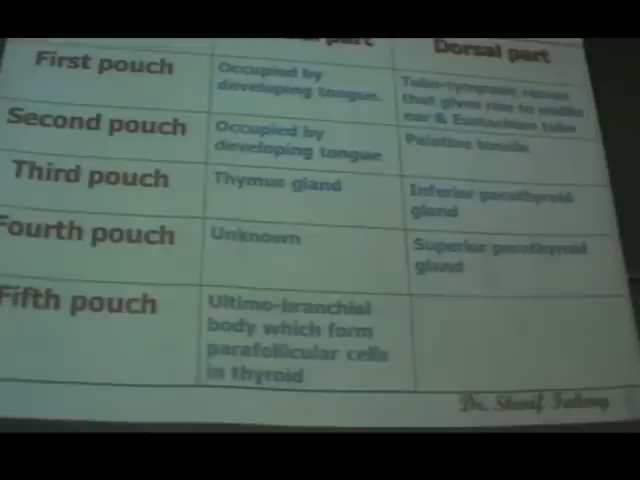 part
Dorsal part
First pouch
Occupied by
developing tongue.
Tubo-tympanic recess
that gives rise to middle
ear & Eustachian tube
Second pouch
Occupied by
developing tongue
Palatine tonsils
Third pouch
Thymus gland
Inferior parathyroid
gland
Fourth pouch
Unknown
Superior parathyroid
gland
Fifth pouch
Ultimo-branchial
body which form
parafollicular cells
in thyroid
Dr. Sherif